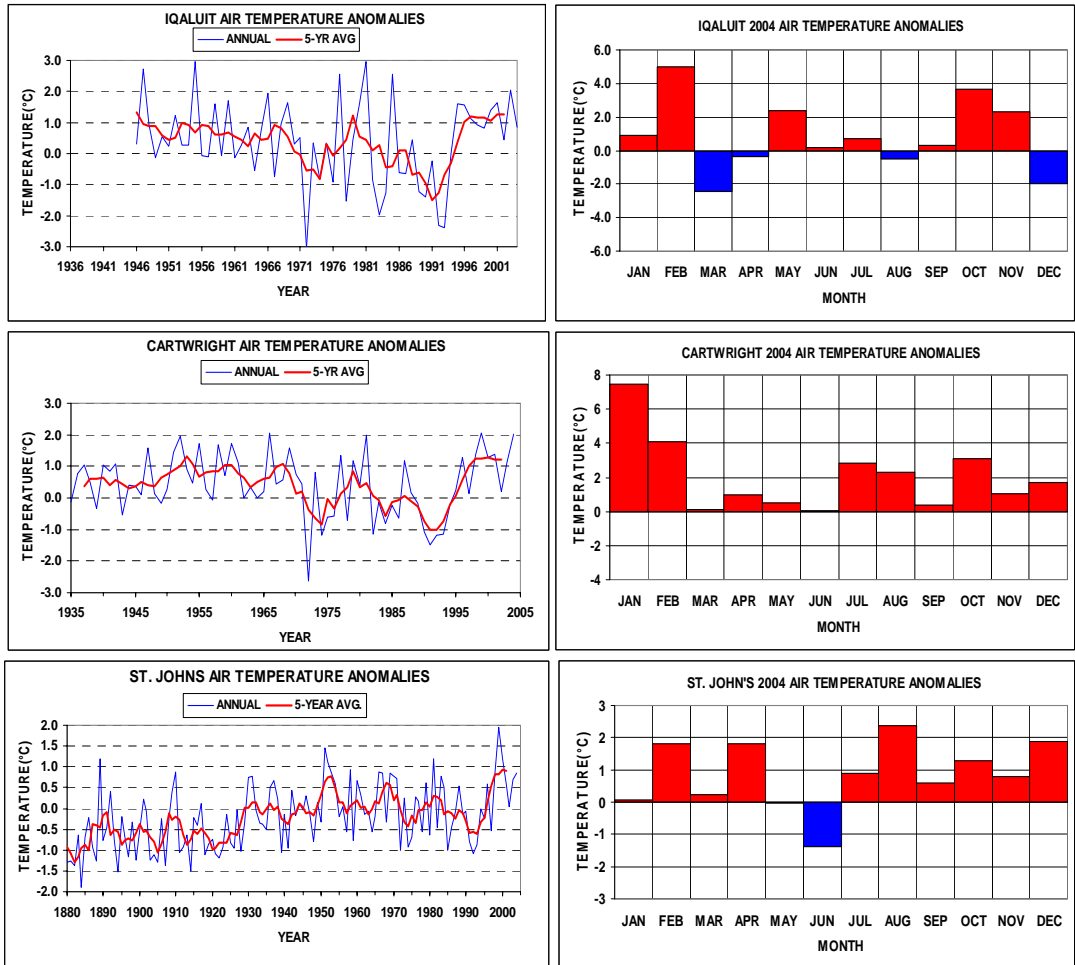 IQALUIT AIR TEMPERATURE ANOMALIES
ANNUAL 5-YR AVG
3.0
2.0
1.0
0.0
-1.0
-2.0
-3.0
TEMPERATURE(°C)
1936 1941 1946 1951 1956 1961 1966 1971 1976 1981 1986 1991 1996 2001
YEAR
IQALUIT 2004 AIR TEMPERATURE ANOMALIES
6.0
4.0
2.0
0.0
-2.0
-4.0
-6.0
TEMPERATURE(°C)
JAN FEB MAR APR MAY JUN JUL AUG SEP OCT NOV DEC
MONTH
CARTWRIGHT AIR TEMPERATURE ANOMALIES
ANNUAL 5-YR AVG
3.0
2.0
1.0
0.0
-1.0
-2.0
-3.0
TEMPERATURE(°C)
1935 1945 1955 1965 1975 1985 1995 2005
YEAR
CARTWRIGHT 2004 AIR TEMPERATURE ANOMALIES
8
6
4
2
0
-2
-4
TEMPERATURE(°C)
JAN FEB MAR APR MAY JUN JUL AUG SEP OCT NOV DEC
MONTH
ST. JOHNS AIR TEMPERATURE ANOMALIES
ANNUAL 5-YEAR AVG.
2.0
1.5
1.0
0.5
0.0
-0.5
-1.0
-1.5
-2.0
TEMPERATURE(°C)
1880 1890 1900 1910 1920 1930 1940 1950 1960 1970 1980 1990 2000
YEAR
ST. JOHN'S 2004 AIR TEMPERATURE ANOMALIES
3
2
1
0
-1
-2
-3
TEMPERATURE(°C)
JAN FEB MAR APR MAY JUN JUL AUG SEP OCT NOV DEC
MONTH